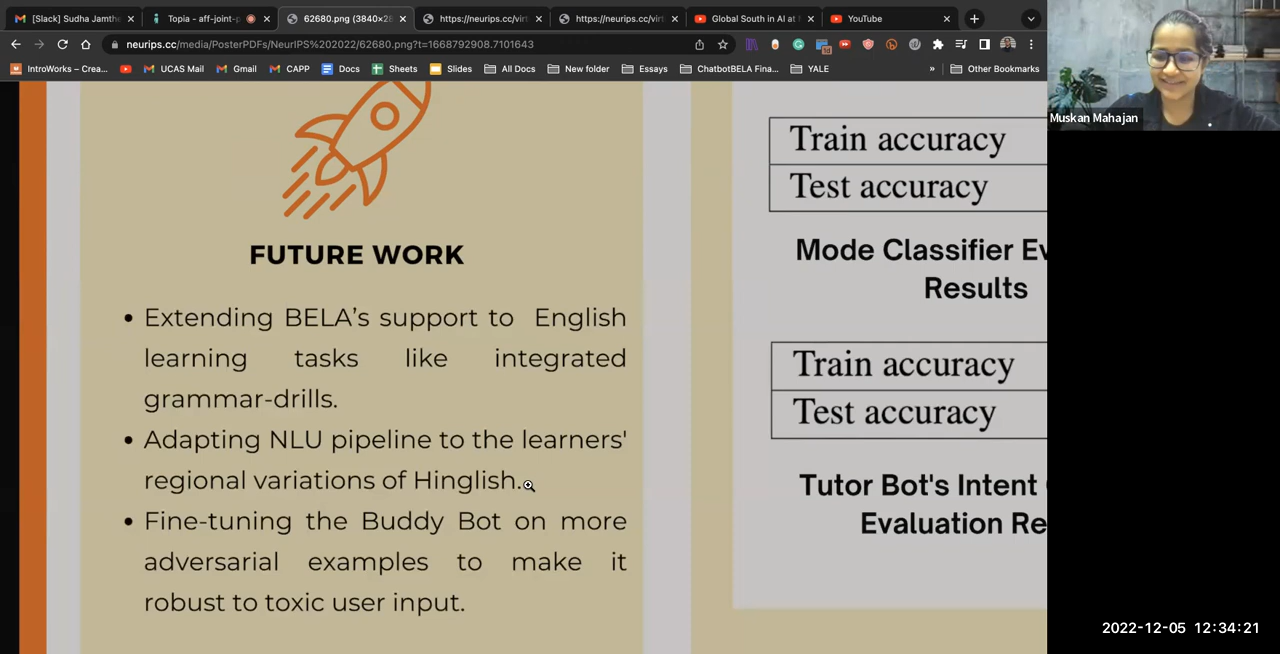 [Slack] Sudha Jamthe
Topia - aff-joint-p
62680.png (3840×28
https://neurips.cc/virt
https://neurips.cc/virt
Global South in AI at
YouTube
neurips.cc/media/PosterPDFs/NeurIPS%202022/62680.png?t=1668792908.7101643
IntroWorks – Crea...
UCAS Mail
Gmail
CAPP
Docs
Sheets
Slides
All Docs
New folder
Essays
ChatbotBELA Fina...
YALE
»
Other Bookmarks
Muskan Mahajan
FUTURE WORK
• Extending BELA's support to English
learning tasks like integrated
grammar-drills.
• Adapting NLU pipeline to the learners'
regional variations of Hinglish.
• Fine-tuning the Buddy Bot on more
adversarial examples to make it
robust to toxic user input.
Train accuracy
Test accuracy
Mode Classifier Ev
Results
Train accuracy
Test accuracy
Tutor Bot's Intent
Evaluation Re
2022-12-05 12:34:21